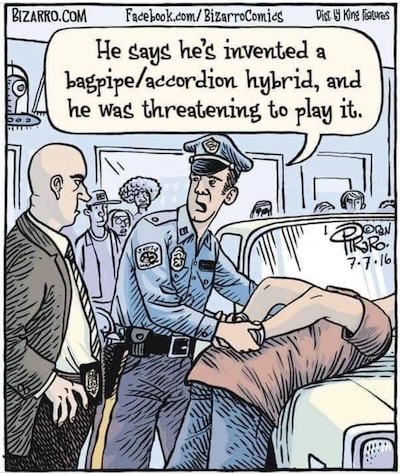 BIZARRO.COM
Facebook.com/BizarroComics
Dist. by King Features
He says he's invented a
bagpipe/accordion hybrid, and
he was threatening to play it.
©DAN
PIRARO.
7-7-16